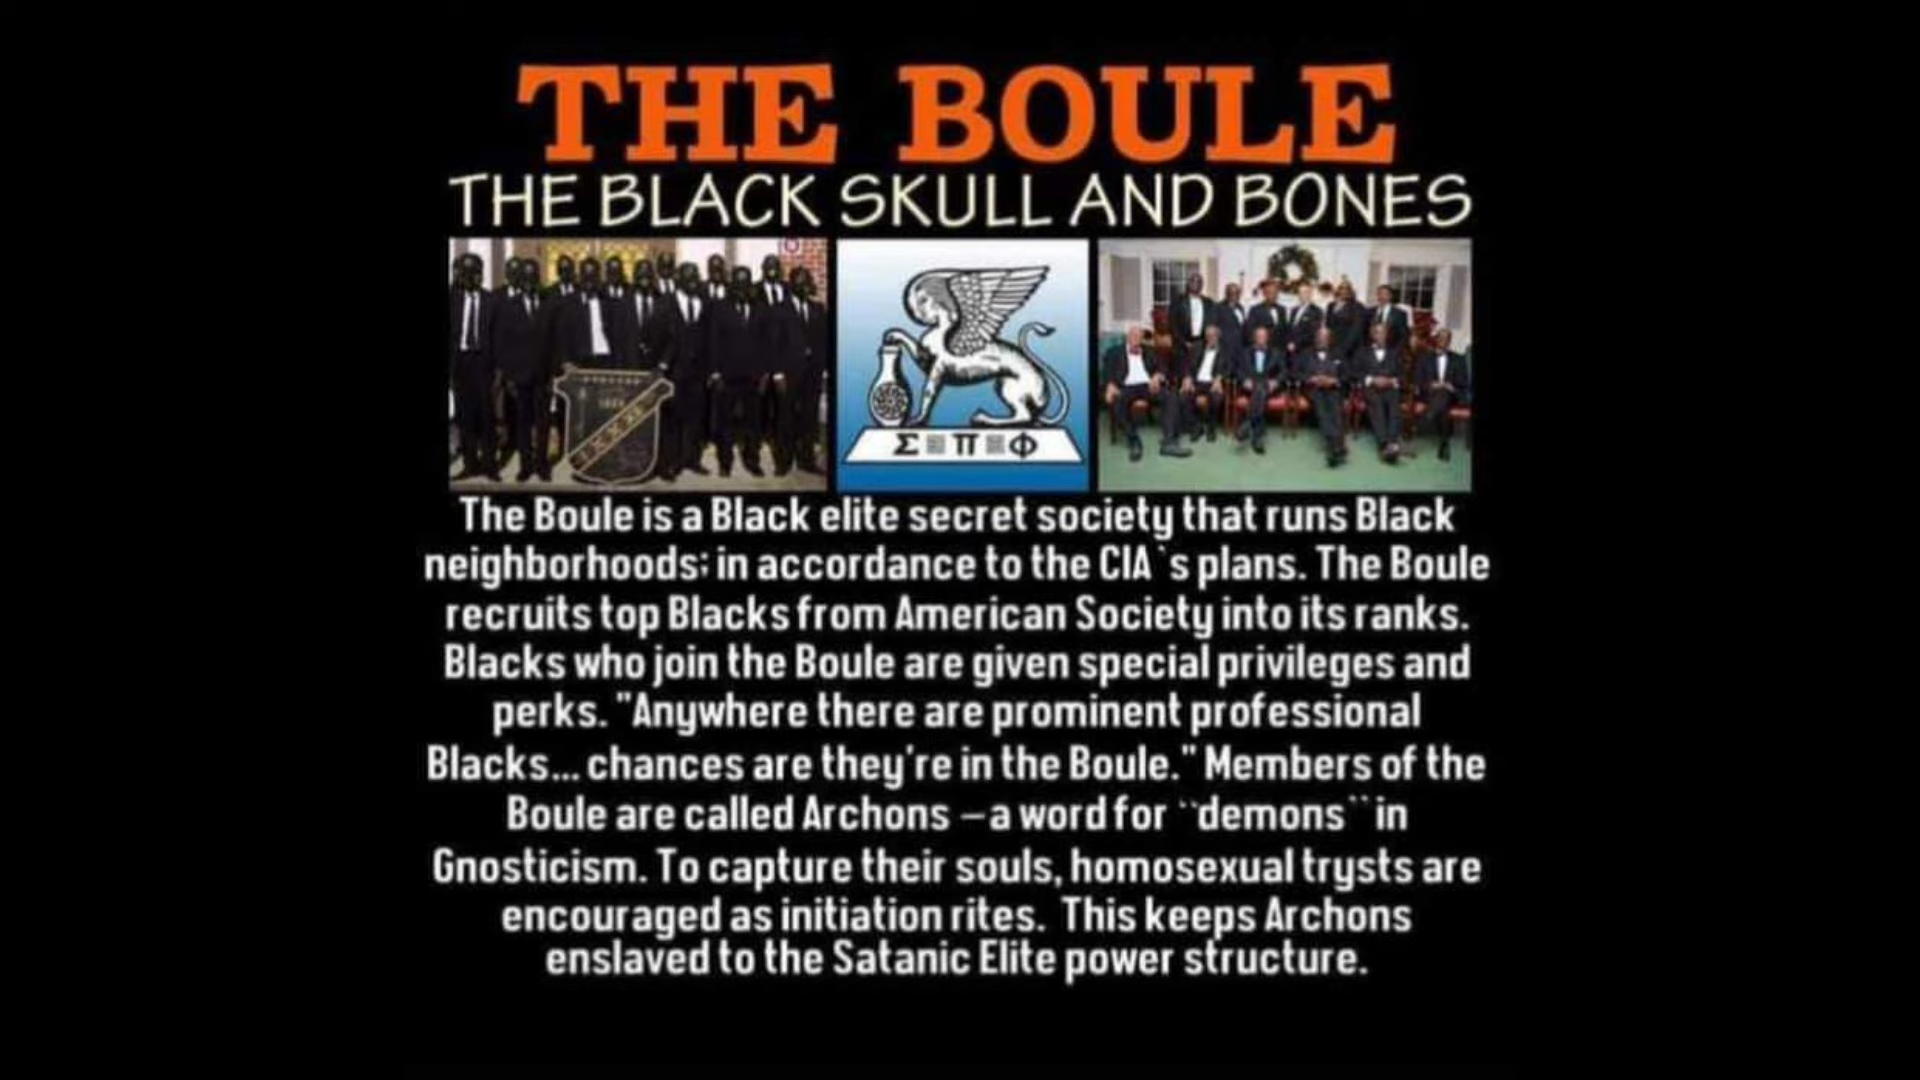 THE BOULE
THE BLACK SKULL AND BONES
Σ Π Φ
The Boule is a Black elite secret society that runs Black
neighborhoods; in accordance to the CIA`s plans. The Boule
recruits top Blacks from American Society into its ranks.
Blacks who join the Boule are given special privileges and
perks. "Anywhere there are prominent professional
Blacks... chances are they're in the Boule." Members of the
Boule are called Archons – a word for ``demons`` in
Gnosticism. To capture their souls, homosexual trysts are
encouraged as initiation rites. This keeps Archons
enslaved to the Satanic Elite power structure.